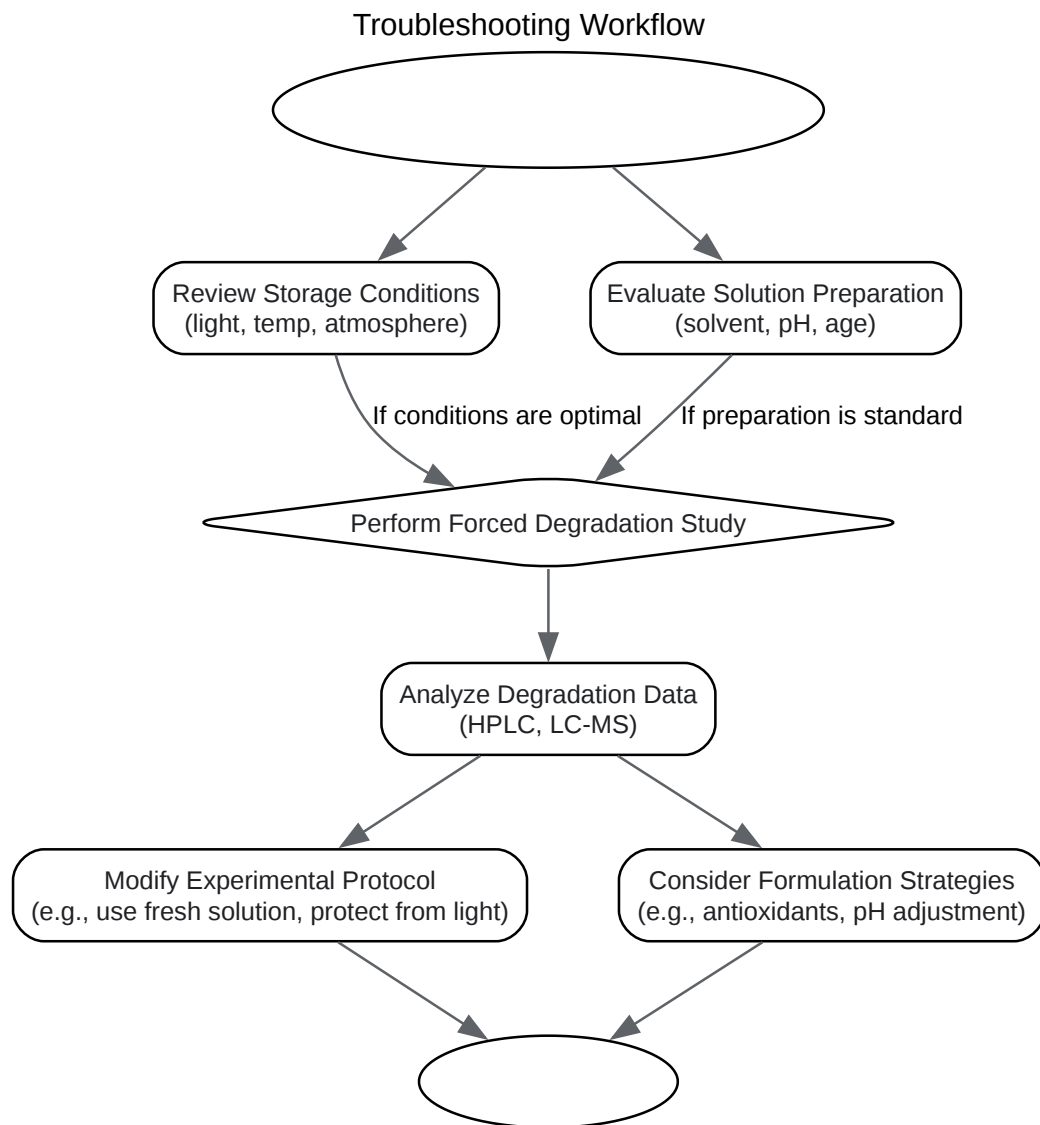 Troubleshooting Workflow
Review Storage Conditions
(light, temp, atmosphere)
Evaluate Solution Preparation
(solvent, pH, age)
If conditions are optimal
If preparation is standard
Perform Forced Degradation Study
Analyze Degradation Data
(HPLC, LC-MS)
Modify Experimental Protocol
(e.g., use fresh solution, protect from light)
Consider Formulation Strategies
(e.g., antioxidants, pH adjustment)